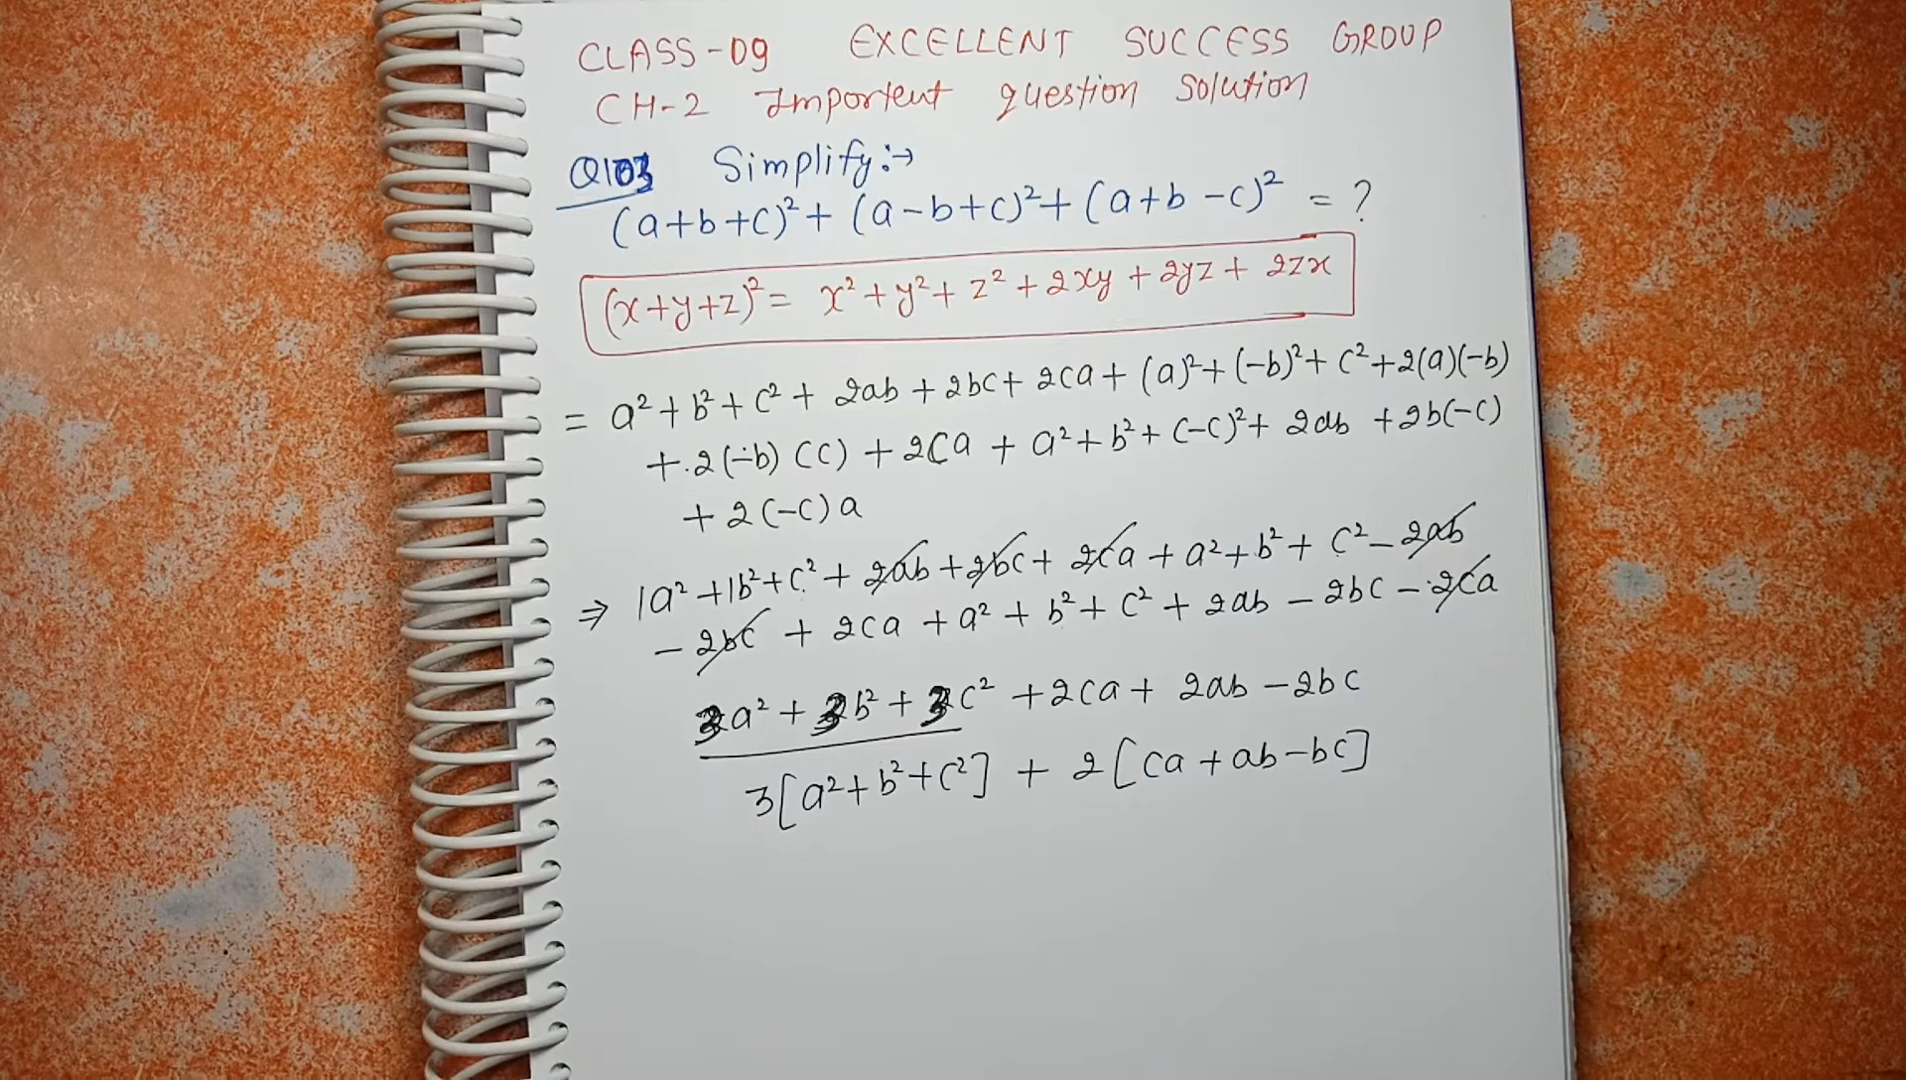 CLASS-09 EXCELLENT SUCCESS GROUP
CH-2 Importent question Solution
Q103 Simplify:→
(a+b+c)²+(a-b+c)²+(a+b-c)² = ?
(x+y+z)² = x²+y²+z²+2xy+2yz+2zx
= a²+b²+c²+2ab+2bc+2ca+(a)²+(-b)²+c²+2(a)(-b)
+.2(-b)(c)+2ca+a²+b²+(-c)²+2ab+2b(-c)
+2(-c)a
⇒ 1a²+1b²+c²+2ab+2bc+2ca+a²+b²+c²-2ab
-2bc+2ca+a²+b²+c²+2ab-2bc-2ca
3a²+3b²+3c²+2ca+2ab-2bc
3[a²+b²+c²]+2[ca+ab-bc]